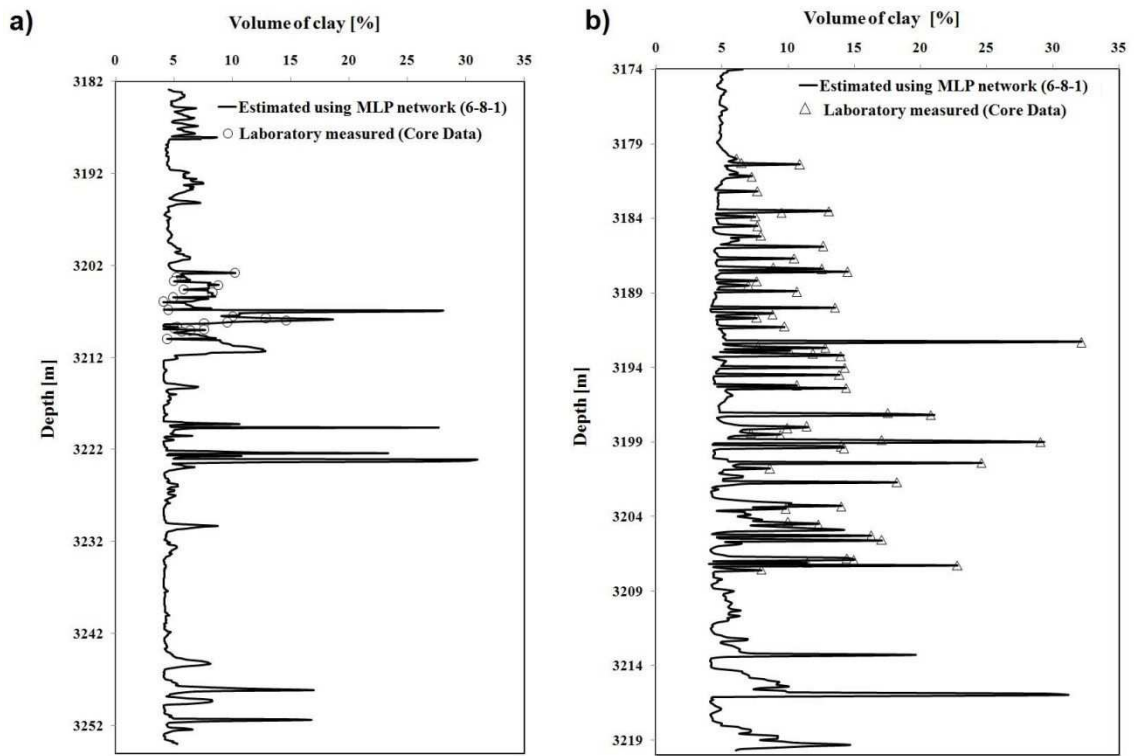 a)
Volume of clay [%]
0 5 10 15 20 25 30 35
3182
Estimated using MLP network (6-8-1)
Laboratory measured (Core Data)
3192
3202
3212
3222
3232
3242
3252
Depth [m]
b)
Volume of clay [%]
0 5 10 15 20 25 30 35
3174
Estimated using MLP network (6-8-1)
Laboratory measured (Core Data)
3179
3184
3189
3194
3199
3204
3209
3214
3219
Depth [m]